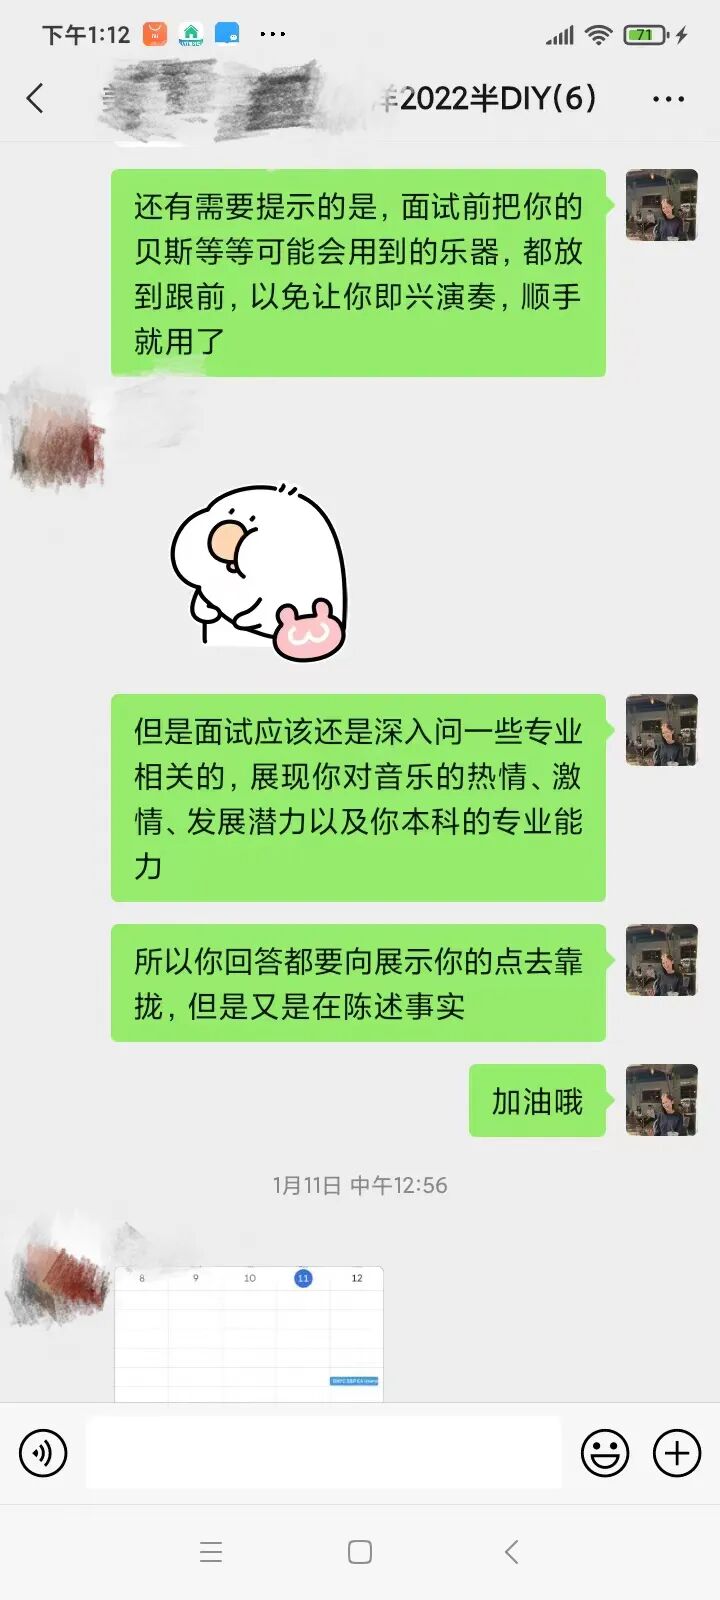 下午1:12
71
2022半DIY(6)
还有需要提示的是，面试前把你的
贝斯等等可能会用到的乐器，都放
到跟前，以免让你即兴演奏，顺手
就用了
但是面试应该还是深入问一些专业
相关的，展现你对音乐的热情、激
情、发展潜力以及你本科的专业能
力
所以你回答都要向展示你的点去靠
拢，但是又是在陈述事实
加油哦
1月11日 中午12:56
8 9 10 11 12